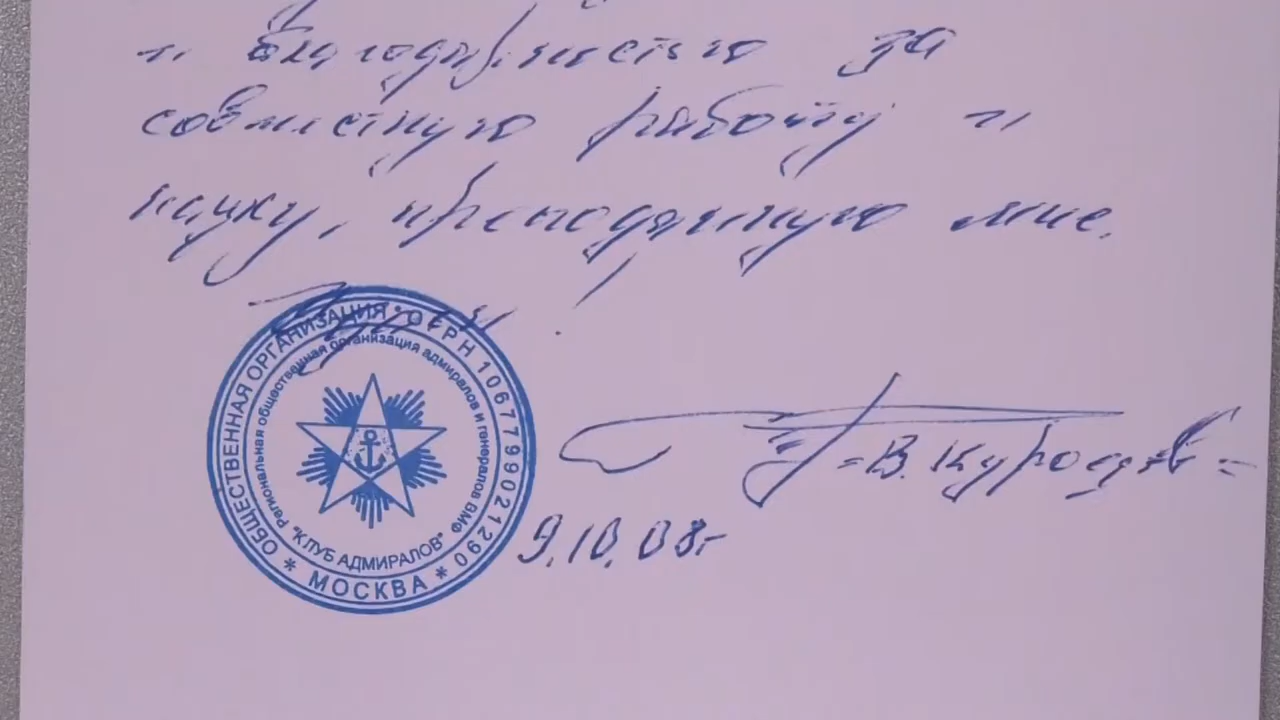 и благодарностью за
совместную работу и
науку, преподанную мне.
ОБЩЕСТВЕННАЯ ОРГАНИЗАЦИЯ * ОГРН 1067799021290
Региональная общественная организация адмиралов и генералов ВМФ
"КЛУБ АДМИРАЛОВ"
* МОСКВА *
=В. Куроедов=
9.10.08г